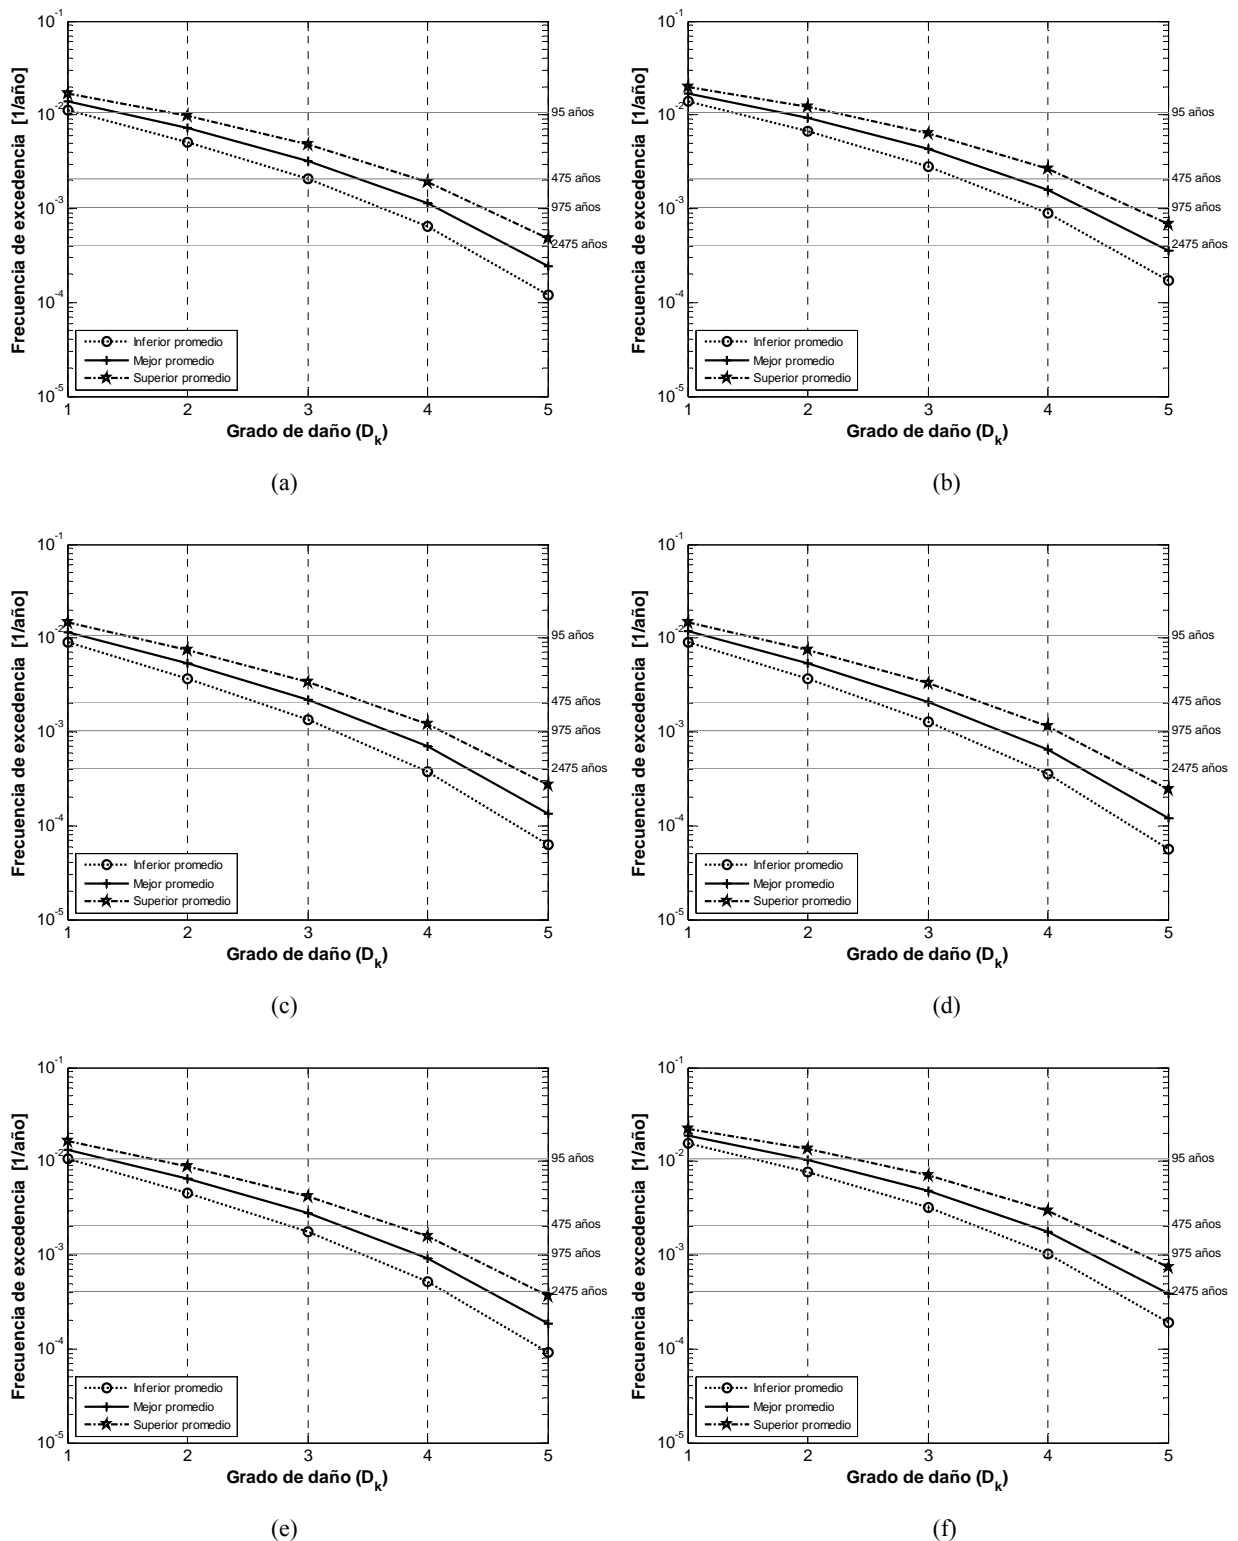 10^-1
10^-2
10^-3
10^-4
10^-5
Frecuencia de excedencia [1/año]
95 años
475 años
975 años
2475 años
Inferior promedio
Mejor promedio
Superior promedio
1 2 3 4 5
Grado de daño (D_k)
(a)
10^-1
10^-2
10^-3
10^-4
10^-5
Frecuencia de excedencia [1/año]
95 años
475 años
975 años
2475 años
Inferior promedio
Mejor promedio
Superior promedio
1 2 3 4 5
Grado de daño (D_k)
(b)
10^-1
10^-2
10^-3
10^-4
10^-5
Frecuencia de excedencia [1/año]
95 años
475 años
975 años
2475 años
Inferior promedio
Mejor promedio
Superior promedio
1 2 3 4 5
Grado de daño (D_k)
(c)
10^-1
10^-2
10^-3
10^-4
10^-5
Frecuencia de excedencia [1/año]
95 años
475 años
975 años
2475 años
Inferior promedio
Mejor promedio
Superior promedio
1 2 3 4 5
Grado de daño (D_k)
(d)
10^-1
10^-2
10^-3
10^-4
10^-5
Frecuencia de excedencia [1/año]
95 años
475 años
975 años
2475 años
Inferior promedio
Mejor promedio
Superior promedio
1 2 3 4 5
Grado de daño (D_k)
(e)
10^-1
10^-2
10^-3
10^-4
10^-5
Frecuencia de excedencia [1/año]
95 años
475 años
975 años
2475 años
Inferior promedio
Mejor promedio
Superior promedio
1 2 3 4 5
Grado de daño (D_k)
(f)